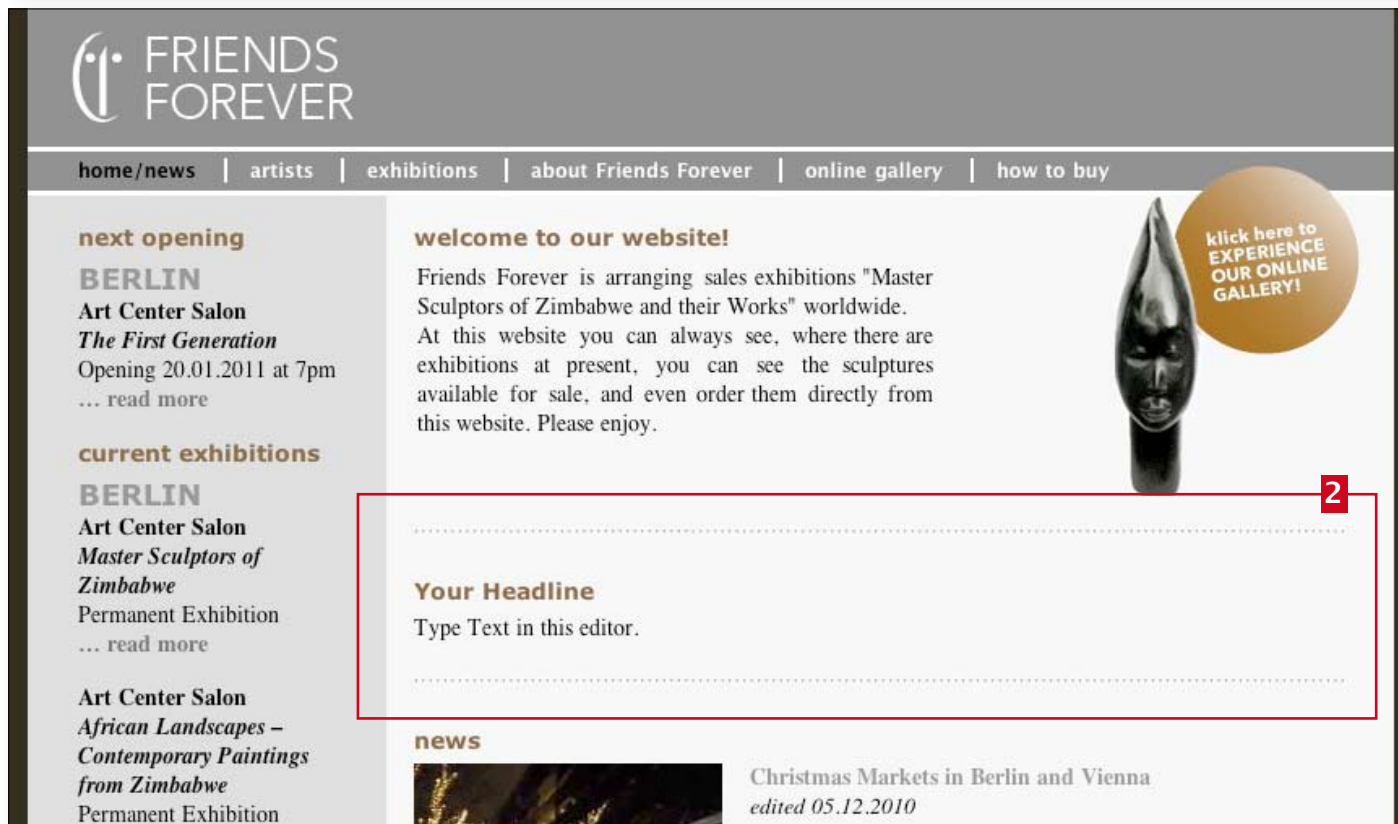 FRIENDS
FOREVER
home/news | artists | exhibitions | about Friends Forever | online gallery | how to buy
next opening
BERLIN
Art Center Salon
The First Generation
Opening 20.01.2011 at 7pm
... read more
current exhibitions
BERLIN
Art Center Salon
Master Sculptors of
Zimbabwe
Permanent Exhibition
... read more
Art Center Salon
African Landscapes –
Contemporary Paintings
from Zimbabwe
Permanent Exhibition
welcome to our website!
Friends Forever is arranging sales exhibitions "Master
Sculptors of Zimbabwe and their Works" worldwide.
At this website you can always see, where there are
exhibitions at present, you can see the sculptures
available for sale, and even order them directly from
this website. Please enjoy.
klick here to
EXPERIENCE
OUR ONLINE
GALLERY!
2
Your Headline
Type Text in this editor.
news
Christmas Markets in Berlin and Vienna
edited 05.12.2010